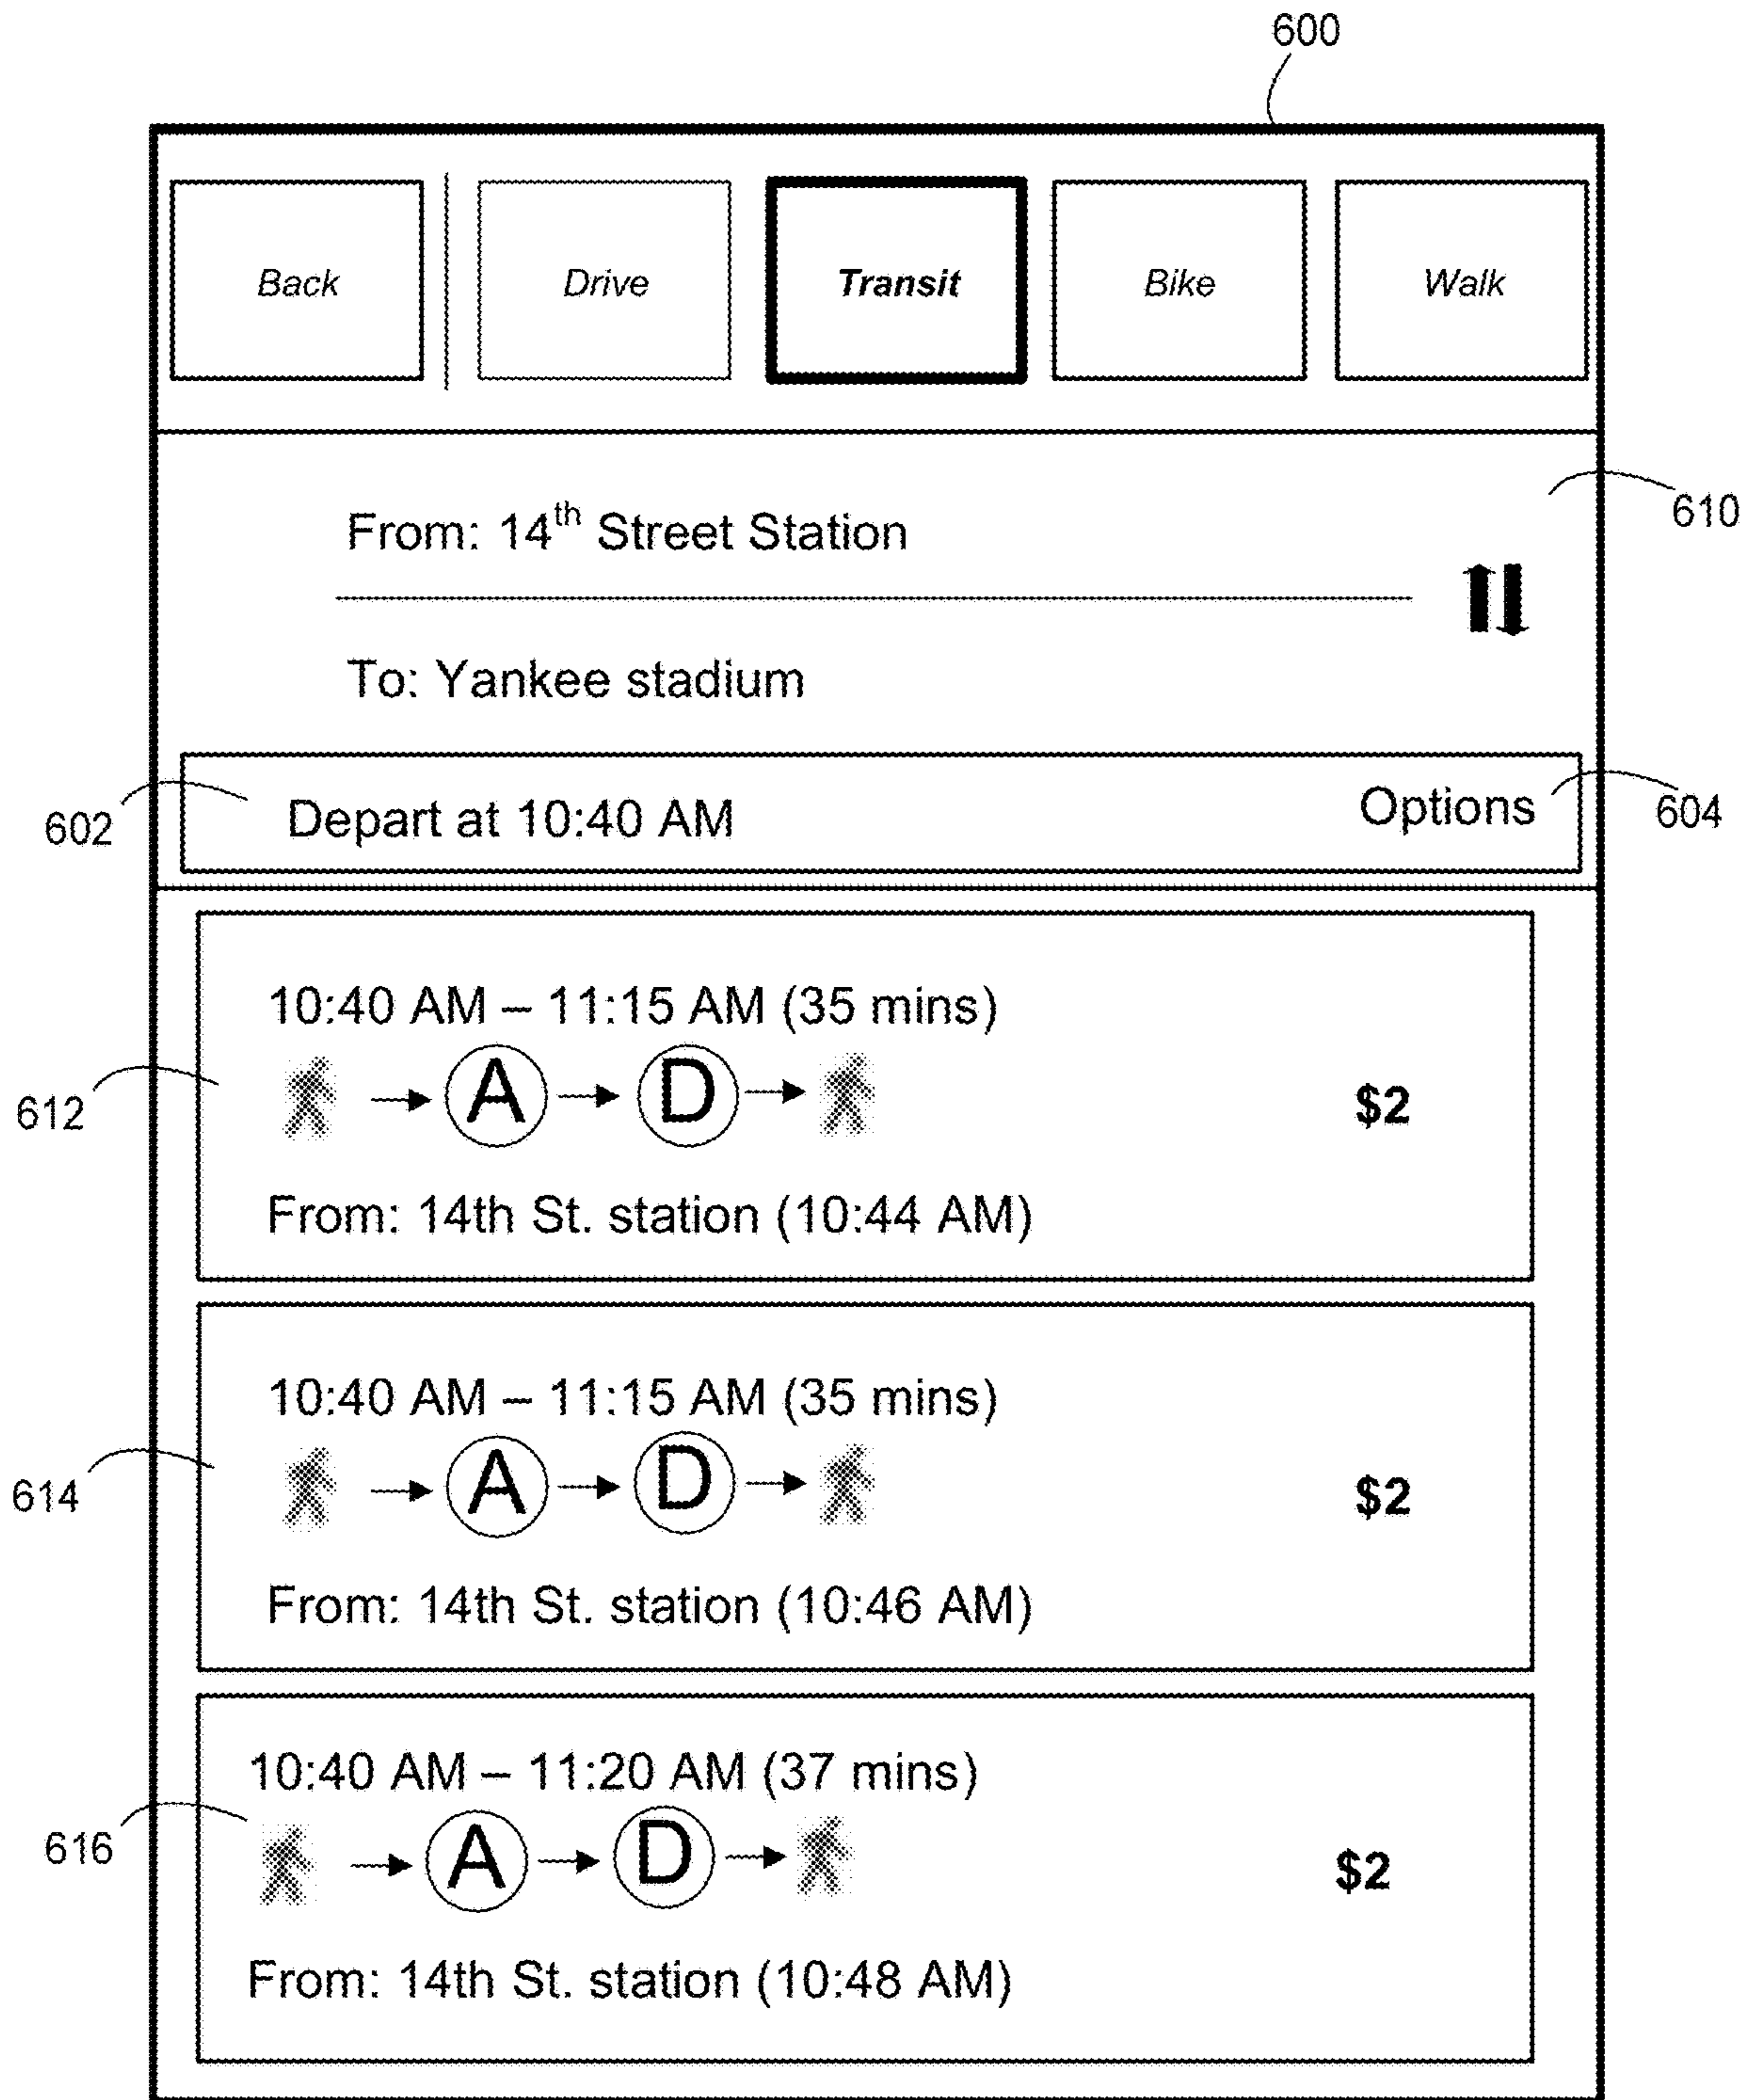 600
Back Drive Transit Bike Walk
From: 14th Street Station
610
To: Yankee stadium
602 Depart at 10:40 AM Options 604
10:40 AM – 11:15 AM (35 mins)
612 A D $2
From: 14th St. station (10:44 AM)
10:40 AM – 11:15 AM (35 mins)
614 A D $2
From: 14th St. station (10:46 AM)
10:40 AM – 11:20 AM (37 mins)
616 A D $2
From: 14th St. station (10:48 AM)